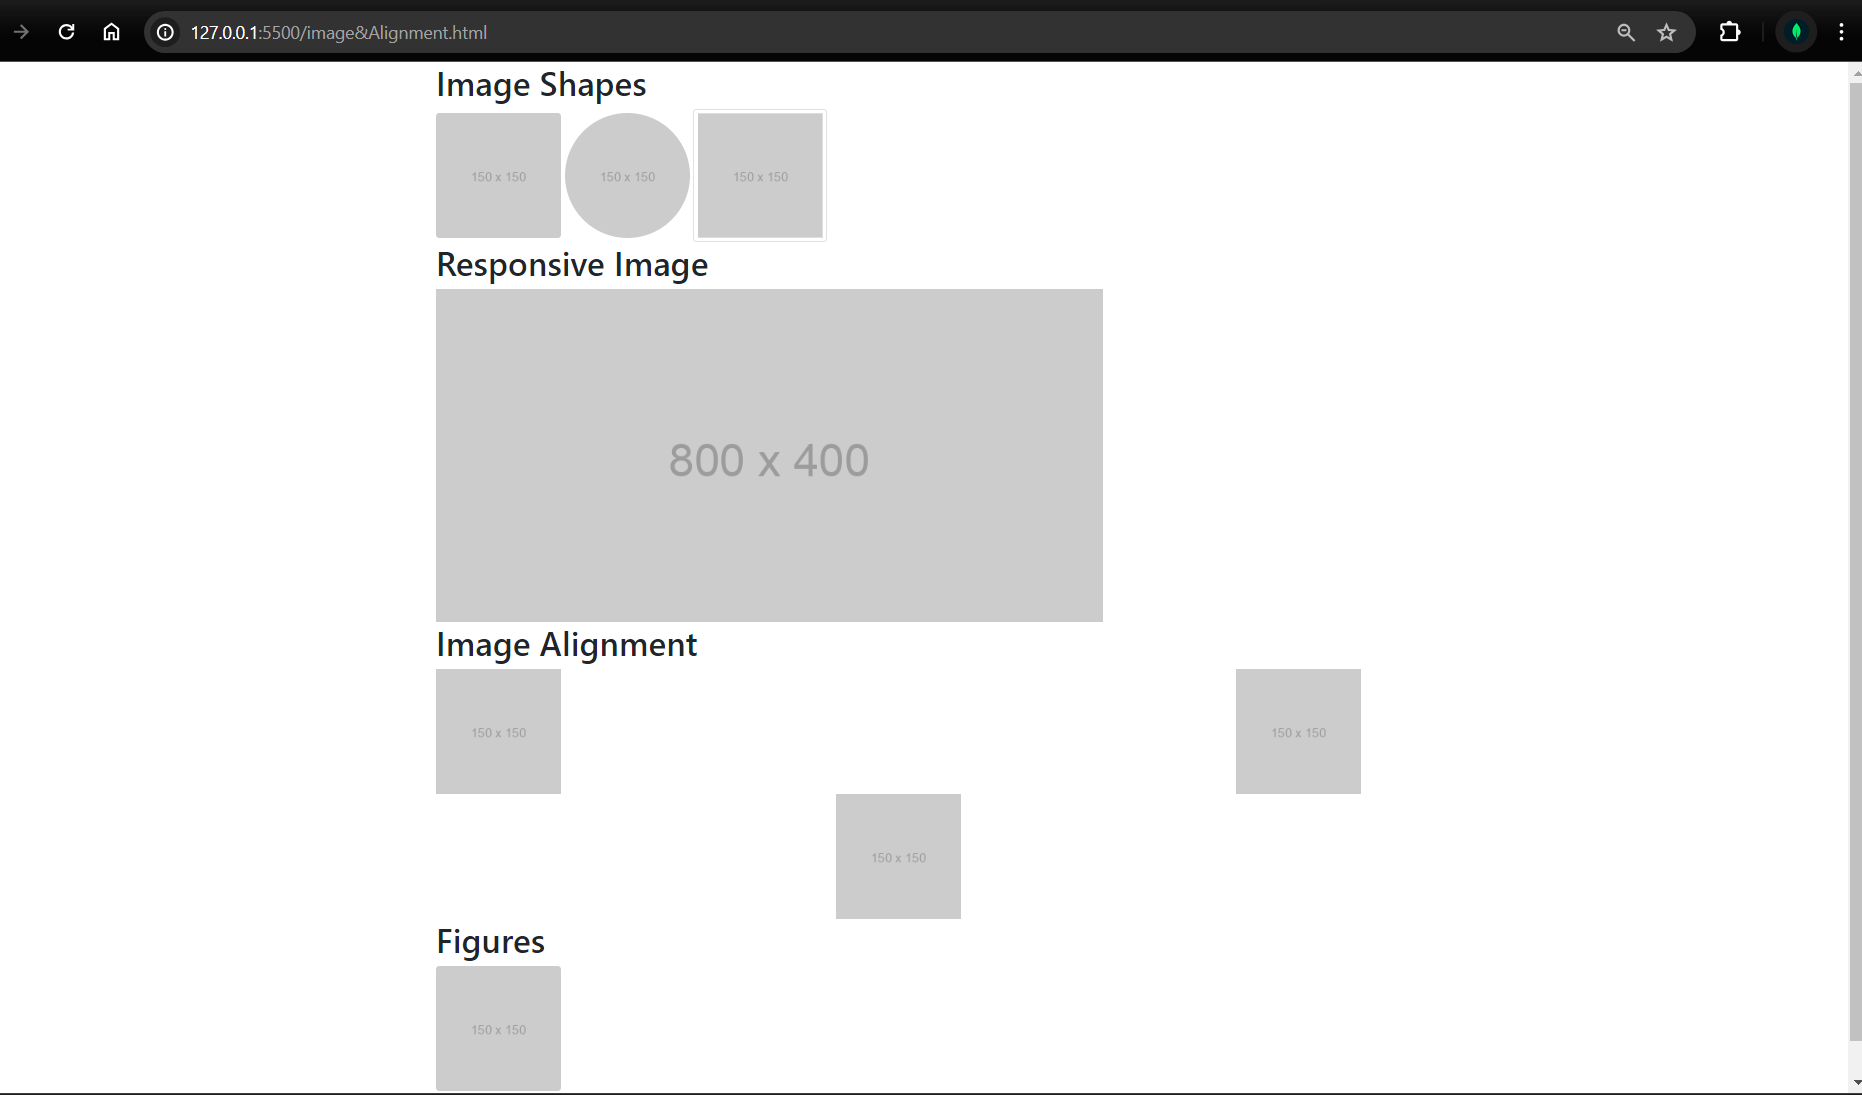 127.0.0.1:5500/image&Alignment.html
Image Shapes
150 x 150 150 x 150 150 x 150
Responsive Image
800 x 400
Image Alignment
150 x 150 150 x 150
150 x 150
Figures
150 x 150